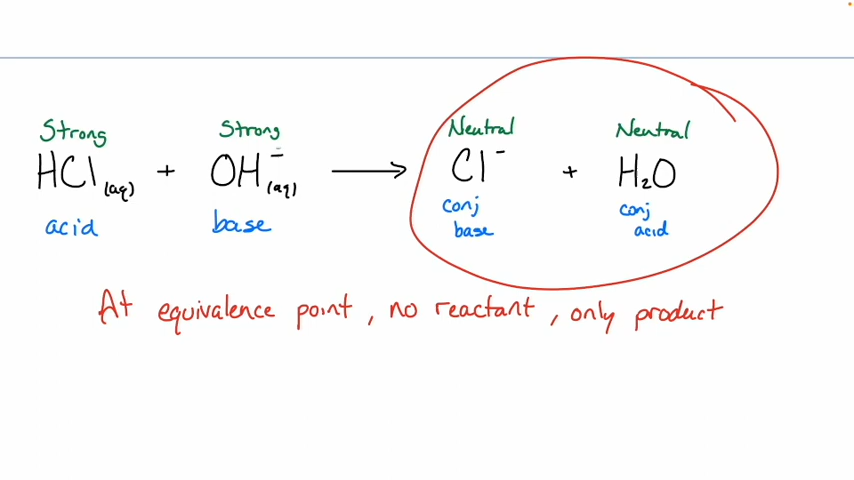 Strong Strong Neutral Neutral
HCl(aq) + OH⁻(aq) ⟶ Cl⁻ + H₂O
acid base conj base conj acid
At equivalence point, no reactant, only product